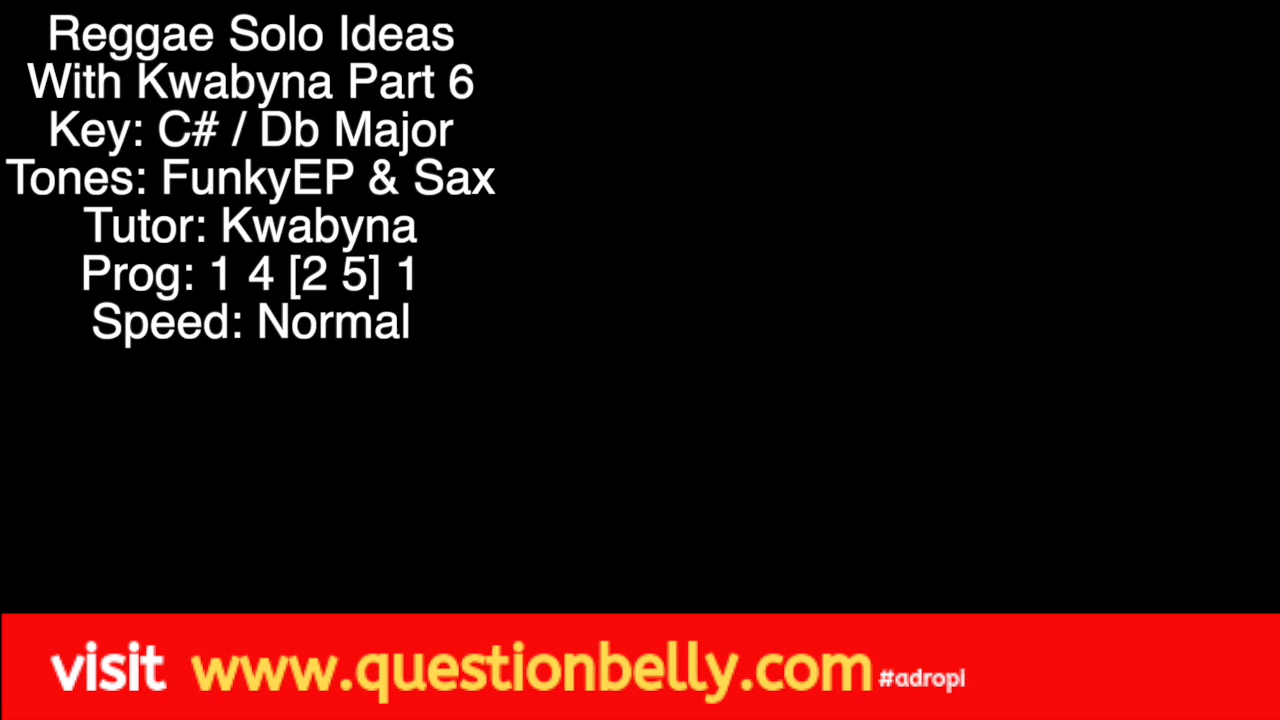 Reggae Solo Ideas
With Kwabyna Part 6
Key: C# / Db Major
Tones: FunkyEP & Sax
Tutor: Kwabyna
Prog: 1 4 [2 5] 1
Speed: Normal
visit www.questionbelly.com #adropi